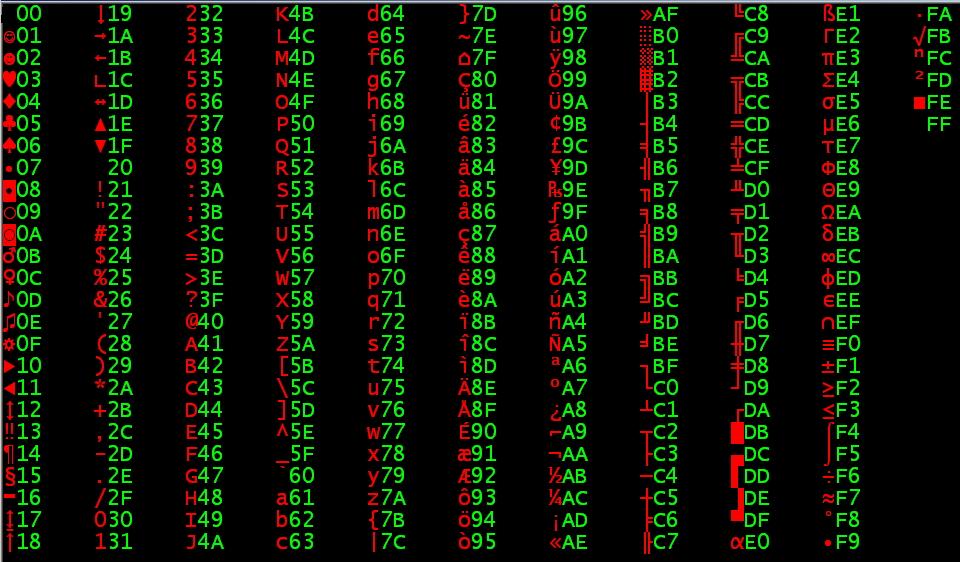 00 ↓19 232 K4B d64 }7D û96 »AF ╚C8 ßE1 ·FA
☺01 →1A 333 L4C e65 ~7E ù97 ░B0 ╔C9 ΓE2 √FB
☻02 ←1B 434 M4D f66 ⌂7F ÿ98 ▒B1 ╩CA πE3 ⁿFC
♥03 ∟1C 535 N4E g67 Ç80 Ö99 ▓B2 ╦CB ΣE4 ²FD
♦04 ↔1D 636 O4F h68 ü81 Ü9A │B3 ╠CC σE5 ■FE
♣05 ▲1E 737 P50 i69 é82 ¢9B ┤B4 ═CD µE6 FF
♠06 ▼1F 838 Q51 j6A â83 £9C ╡B5 ╬CE τE7
•07 20 939 R52 k6B ä84 ¥9D ╢B6 ╧CF ΦE8
◘08 !21 :3A S53 l6C à85 ₧9E ╖B7 ╨D0 ΘE9
○09 "22 ;3B T54 m6D å86 ƒ9F ╕B8 ╤D1 ΩEA
◙0A #23 <3C U55 n6E ç87 áA0 ╣B9 ╥D2 δEB
♂0B $24 =3D V56 o6F ê88 íA1 ║BA ╙D3 ∞EC
♀0C %25 >3E W57 p70 ë89 óA2 ╗BB ╘D4 ϕED
♪0D &26 ?3F X58 q71 è8A úA3 ╝BC ╒D5 ∈EE
♫0E '27 @40 Y59 r72 ï8B ñA4 ╜BD ╓D6 ∩EF
☼0F (28 A41 Z5A s73 î8C ÑA5 ╛BE ╫D7 ≡F0
►10 )29 B42 [5B t74 ì8D ªA6 ┐BF ╪D8 ±F1
◄11 *2A C43 \5C u75 Ä8E ºA7 └C0 ┘D9 ≥F2
↕12 +2B D44 ]5D v76 Å8F ¿A8 ┴C1 ┌DA ≤F3
‼13 ,2C E45 ^5E w77 É90 ⌐A9 ┬C2 █DB ⌠F4
¶14 -2D F46 _5F x78 æ91 ¬AA ├C3 ▄DC ⌡F5
§15 .2E G47 `60 y79 Æ92 ½AB ─C4 ▌DD ÷F6
▬16 /2F H48 a61 z7A ô93 ¼AC ┼C5 ▐DE ≈F7
↨17 030 I49 b62 {7B ö94 ¡AD ╞C6 ▀DF °F8
↑18 131 J4A c63 |7C ò95 «AE ╟C7 αE0 ∙F9